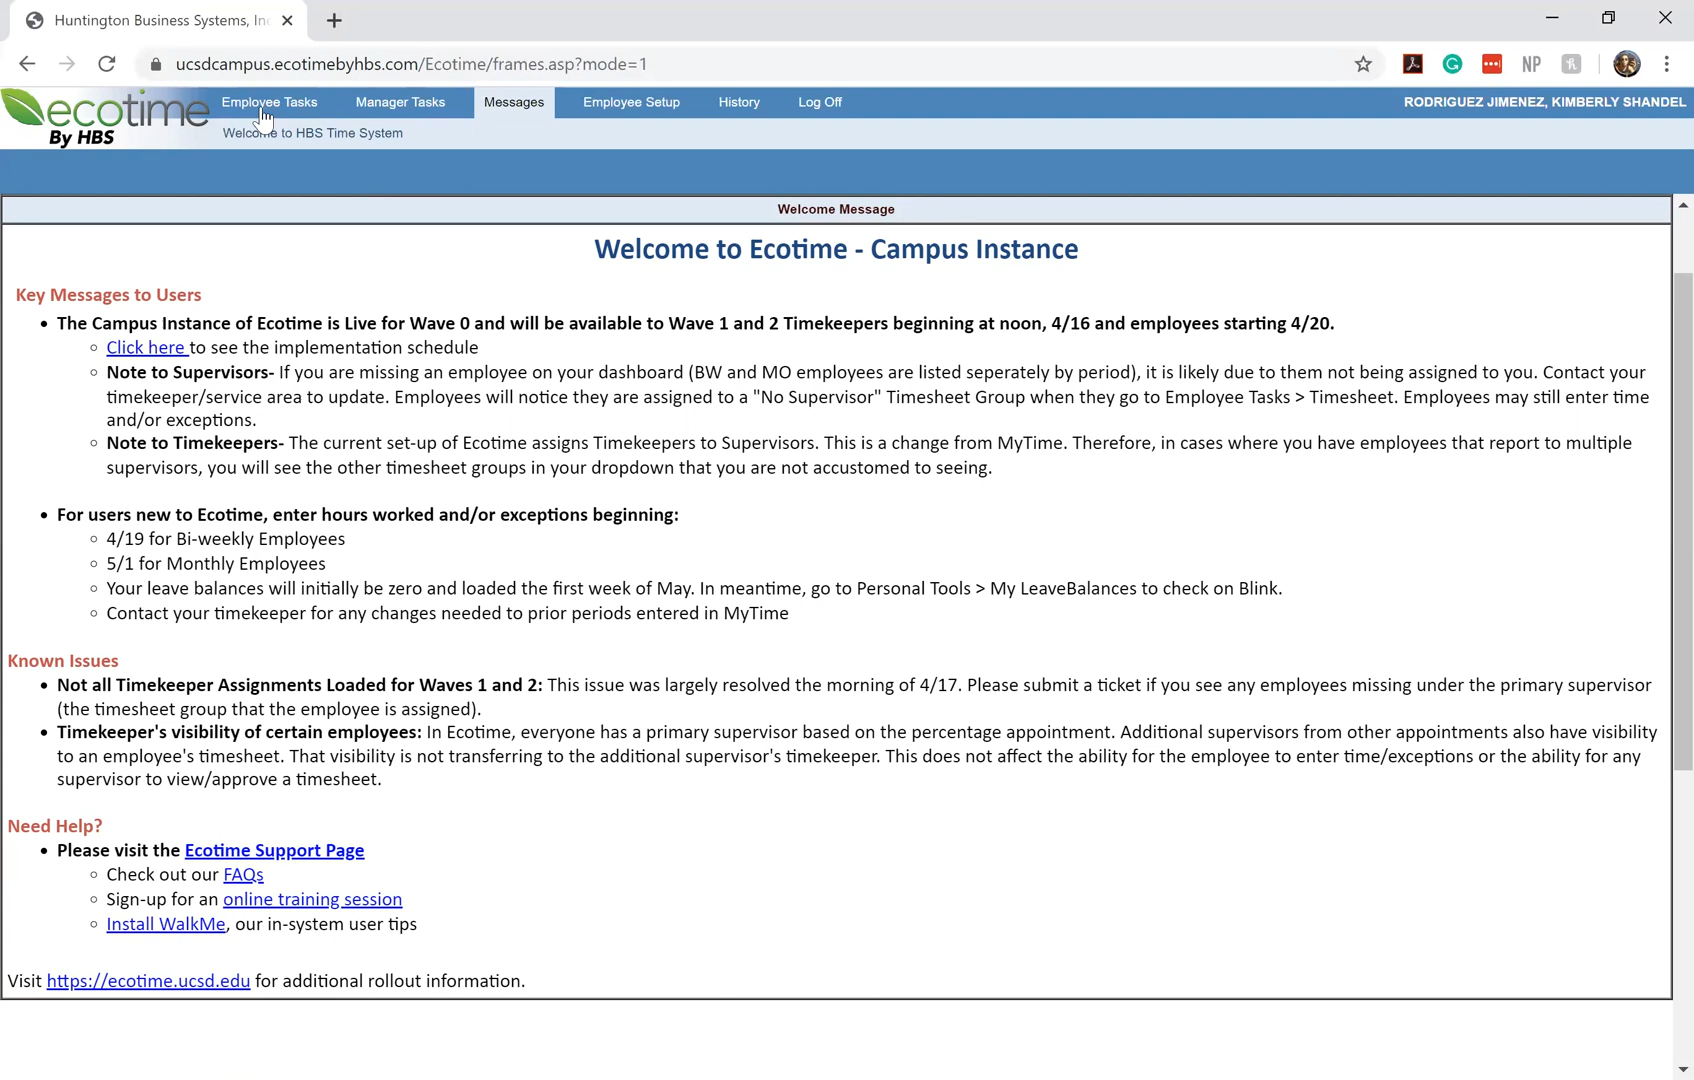 Huntington Business Systems, In
ucsdcampus.ecotimebyhbs.com/Ecotime/frames.asp?mode=1
NP
ecotime
By HBS
Employee Tasks Manager Tasks Messages Employee Setup History Log Off
RODRIGUEZ JIMENEZ, KIMBERLY SHANDEL
Welcome to HBS Time System
Welcome Message
Welcome to Ecotime - Campus Instance
Key Messages to Users
• The Campus Instance of Ecotime is Live for Wave 0 and will be available to Wave 1 and 2 Timekeepers beginning at noon, 4/16 and employees starting 4/20.
◦ Click here to see the implementation schedule
◦ Note to Supervisors- If you are missing an employee on your dashboard (BW and MO employees are listed seperately by period), it is likely due to them not being assigned to you. Contact your
timekeeper/service area to update. Employees will notice they are assigned to a "No Supervisor" Timesheet Group when they go to Employee Tasks > Timesheet. Employees may still enter time
and/or exceptions.
◦ Note to Timekeepers- The current set-up of Ecotime assigns Timekeepers to Supervisors. This is a change from MyTime. Therefore, in cases where you have employees that report to multiple
supervisors, you will see the other timesheet groups in your dropdown that you are not accustomed to seeing.
• For users new to Ecotime, enter hours worked and/or exceptions beginning:
◦ 4/19 for Bi-weekly Employees
◦ 5/1 for Monthly Employees
◦ Your leave balances will initially be zero and loaded the first week of May. In meantime, go to Personal Tools > My LeaveBalances to check on Blink.
◦ Contact your timekeeper for any changes needed to prior periods entered in MyTime
Known Issues
• Not all Timekeeper Assignments Loaded for Waves 1 and 2: This issue was largely resolved the morning of 4/17. Please submit a ticket if you see any employees missing under the primary supervisor
(the timesheet group that the employee is assigned).
• Timekeeper's visibility of certain employees: In Ecotime, everyone has a primary supervisor based on the percentage appointment. Additional supervisors from other appointments also have visibility
to an employee's timesheet. That visibility is not transferring to the additional supervisor's timekeeper. This does not affect the ability for the employee to enter time/exceptions or the ability for any
supervisor to view/approve a timesheet.
Need Help?
• Please visit the Ecotime Support Page
◦ Check out our FAQs
◦ Sign-up for an online training session
◦ Install WalkMe, our in-system user tips
Visit https://ecotime.ucsd.edu for additional rollout information.